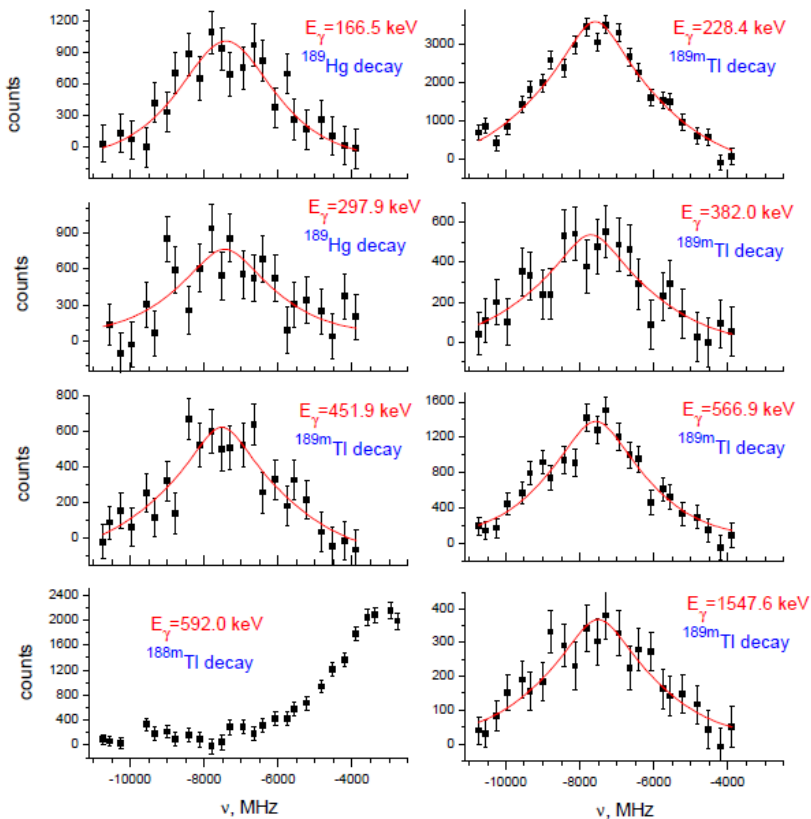 1200
900
600
300
0
counts
Eγ=166.5 keV
189Hg decay
3000
2000
1000
0
Eγ=228.4 keV
189mTl decay
900
600
300
0
Eγ=297.9 keV
189Hg decay
600
400
200
0
Eγ=382.0 keV
189mTl decay
800
600
400
200
0
counts
Eγ=451.9 keV
189mTl decay
1600
1200
800
400
0
Eγ=566.9 keV
189mTl decay
2400
2000
1600
1200
800
400
0
counts
Eγ=592.0 keV
188mTl decay
-10000 -8000 -6000 -4000
ν, MHz
400
300
200
100
0
Eγ=1547.6 keV
189mTl decay
-10000 -8000 -6000 -4000
ν, MHz